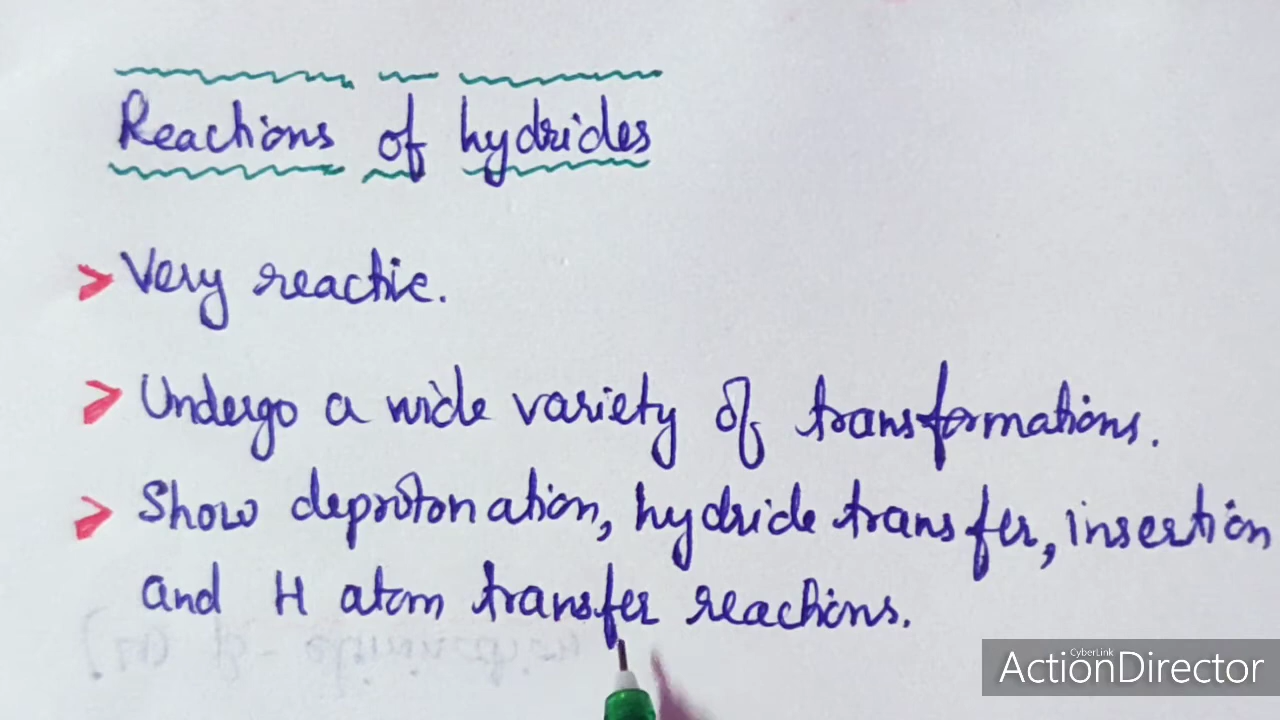 Reactions of hydrides
> Very reactie.
> Undergo a wide variety of transformations.
> Show deprotonation, hydride transfer, insertion
and H atom transfer reactions.
CyberLink
ActionDirector